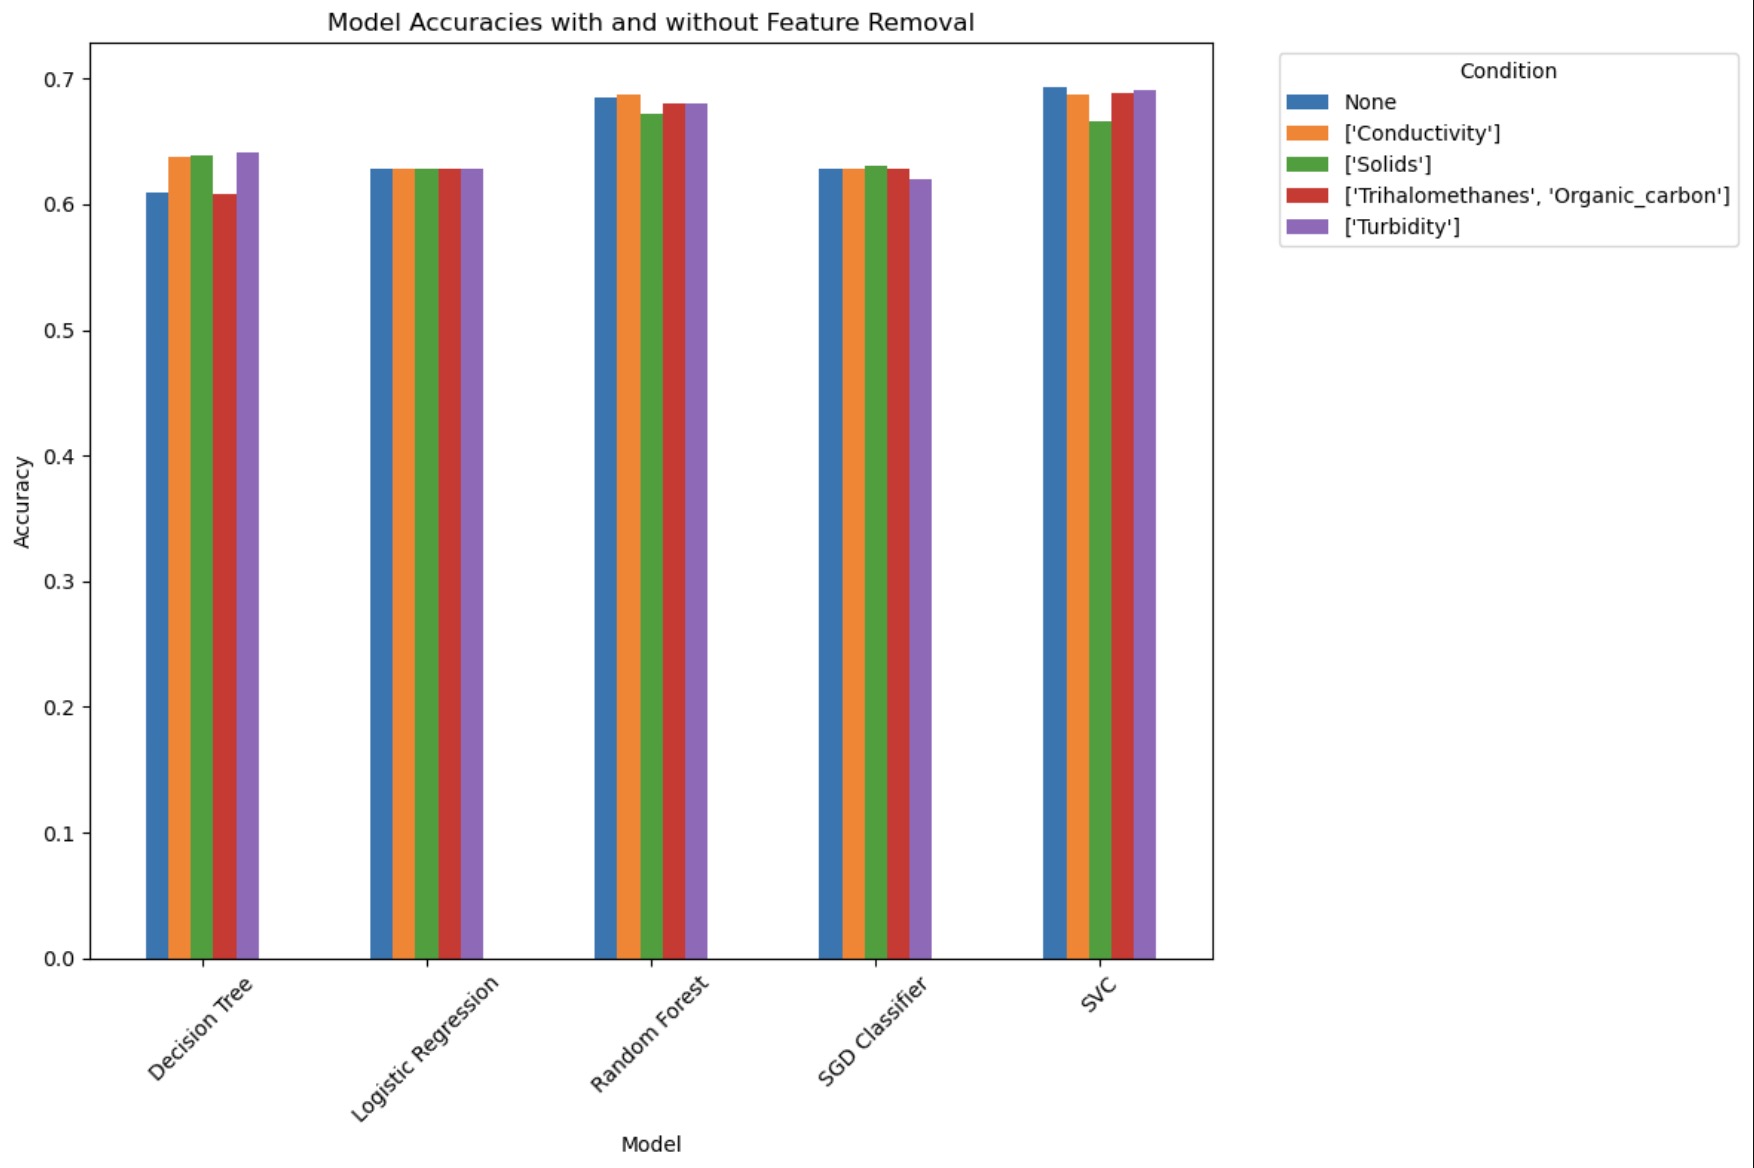 Model Accuracies with and without Feature Removal
Condition
None
['Conductivity']
['Solids']
['Trihalomethanes', 'Organic_carbon']
['Turbidity']
Accuracy
0.7
0.6
0.5
0.4
0.3
0.2
0.1
0.0
Decision Tree
Logistic Regression
Random Forest
SGD Classifier
SVC
Model